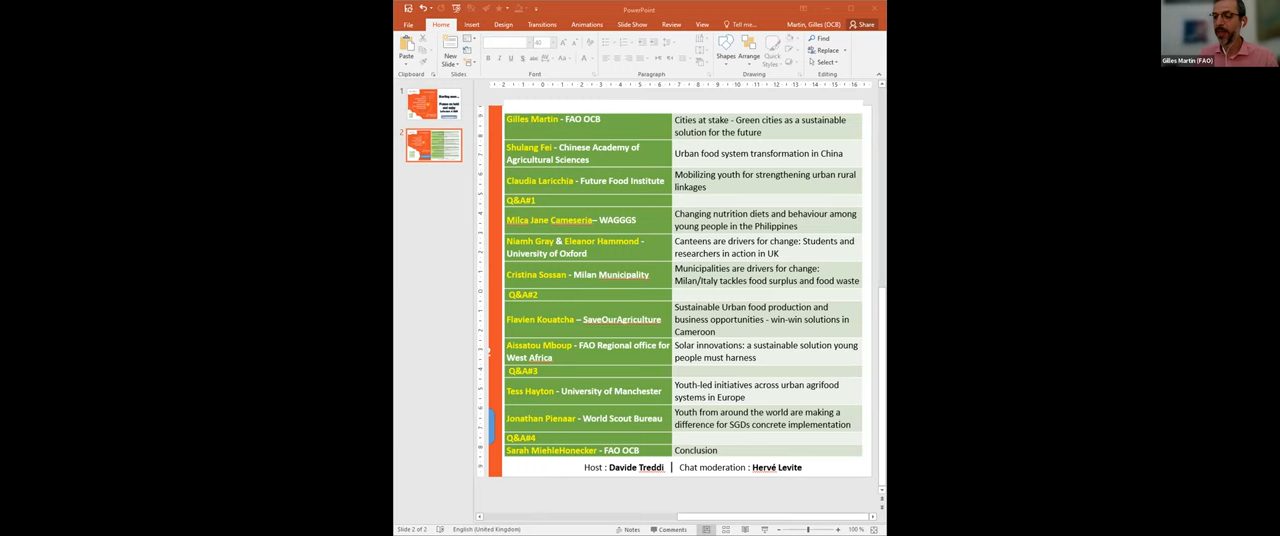 PowerPoint
Martin, Gilles (OCB)
Share
File
Home
Insert
Design
Transitions
Animations
Slide Show
Review
View
Tell me...
Paste
Clipboard
New
Slide
Slides
40
Font
Paragraph
Shapes
Arrange
Quick
Styles
Drawing
Find
Replace
Select
Editing
Gilles Martin (FAO)
1
2
Gilles Martin - FAO OCB
Cities at stake - Green cities as a sustainable
solution for the future
Shulang Fei - Chinese Academy of
Agricultural Sciences
Urban food system transformation in China
Claudia Laricchia - Future Food Institute
Mobilizing youth for strengthening urban rural
linkages
Q&A#1
Milca Jane Cameseria– WAGGGS
Changing nutrition diets and behaviour among
young people in the Philippines
Niamh Gray & Eleanor Hammond -
University of Oxford
Canteens are drivers for change: Students and
researchers in action in UK
Cristina Sossan - Milan Municipality
Municipalities are drivers for change:
Milan/Italy tackles food surplus and food waste
Q&A#2
Flavien Kouatcha – SaveOurAgriculture
Sustainable Urban food production and
business opportunities - win-win solutions in
Cameroon
Aissatou Mboup - FAO Regional office for
West Africa
Solar innovations: a sustainable solution young
people must harness
Q&A#3
Tess Hayton - University of Manchester
Youth-led initiatives across urban agrifood
systems in Europe
Jonathan Pienaar - World Scout Bureau
Youth from around the world are making a
difference for SGDs concrete implementation
Q&A#4
Sarah MiehleHonecker - FAO OCB
Conclusion
Host : Davide Treddi | Chat moderation : Hervé Levite
Slide 2 of 2
English (United Kingdom)
Notes
Comments
100 %